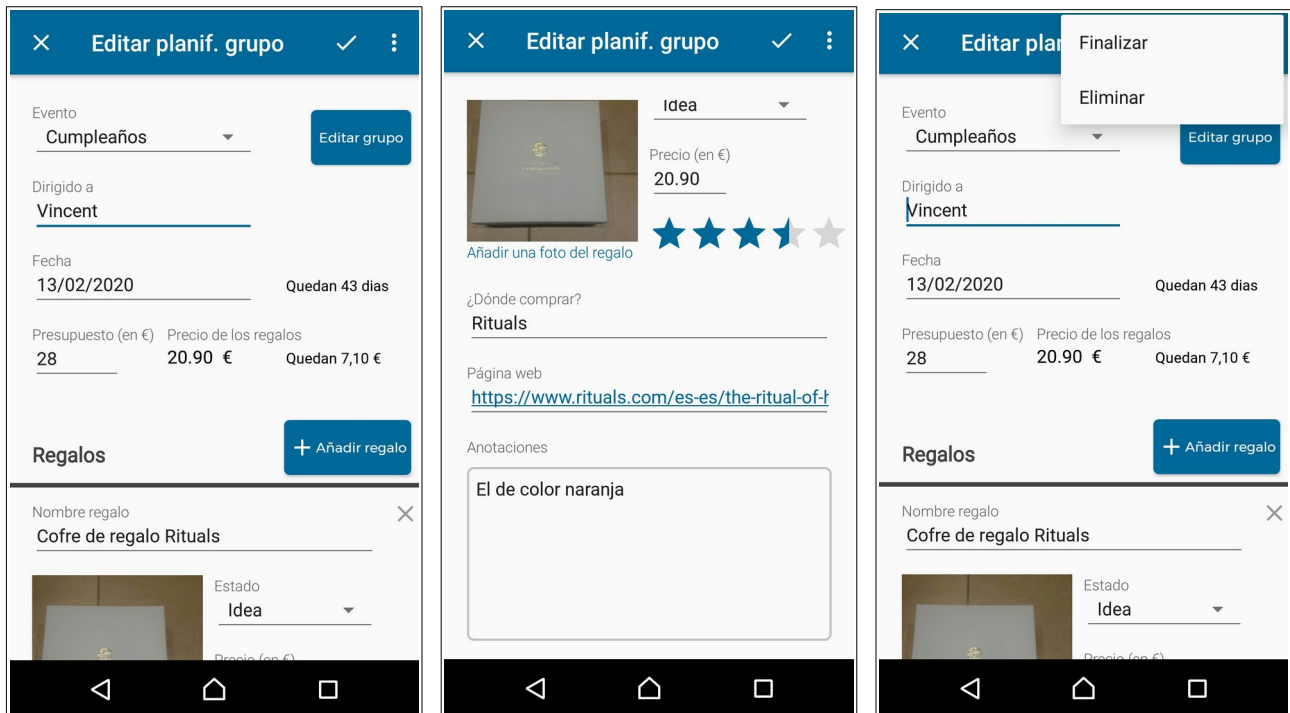 Editar planif. grupo
Evento
Cumpleaños
Editar grupo
Dirigido a
Vincent
Fecha
13/02/2020 Quedan 43 dias
Presupuesto (en €) Precio de los regalos
28 20.90 € Quedan 7,10 €
Regalos + Añadir regalo
Nombre regalo
Cofre de regalo Rituals
Estado
Idea
Precio (en €)
Editar planif. grupo
Idea
Precio (en €)
20.90
Añadir una foto del regalo
¿Dónde comprar?
Rituals
Página web
https://www.rituals.com/es-es/the-ritual-of-h
Anotaciones
El de color naranja
Editar plan
Finalizar
Eliminar
Evento
Cumpleaños
Editar grupo
Dirigido a
Vincent
Fecha
13/02/2020 Quedan 43 dias
Presupuesto (en €) Precio de los regalos
28 20.90 € Quedan 7,10 €
Regalos + Añadir regalo
Nombre regalo
Cofre de regalo Rituals
Estado
Idea
Precio (en €)